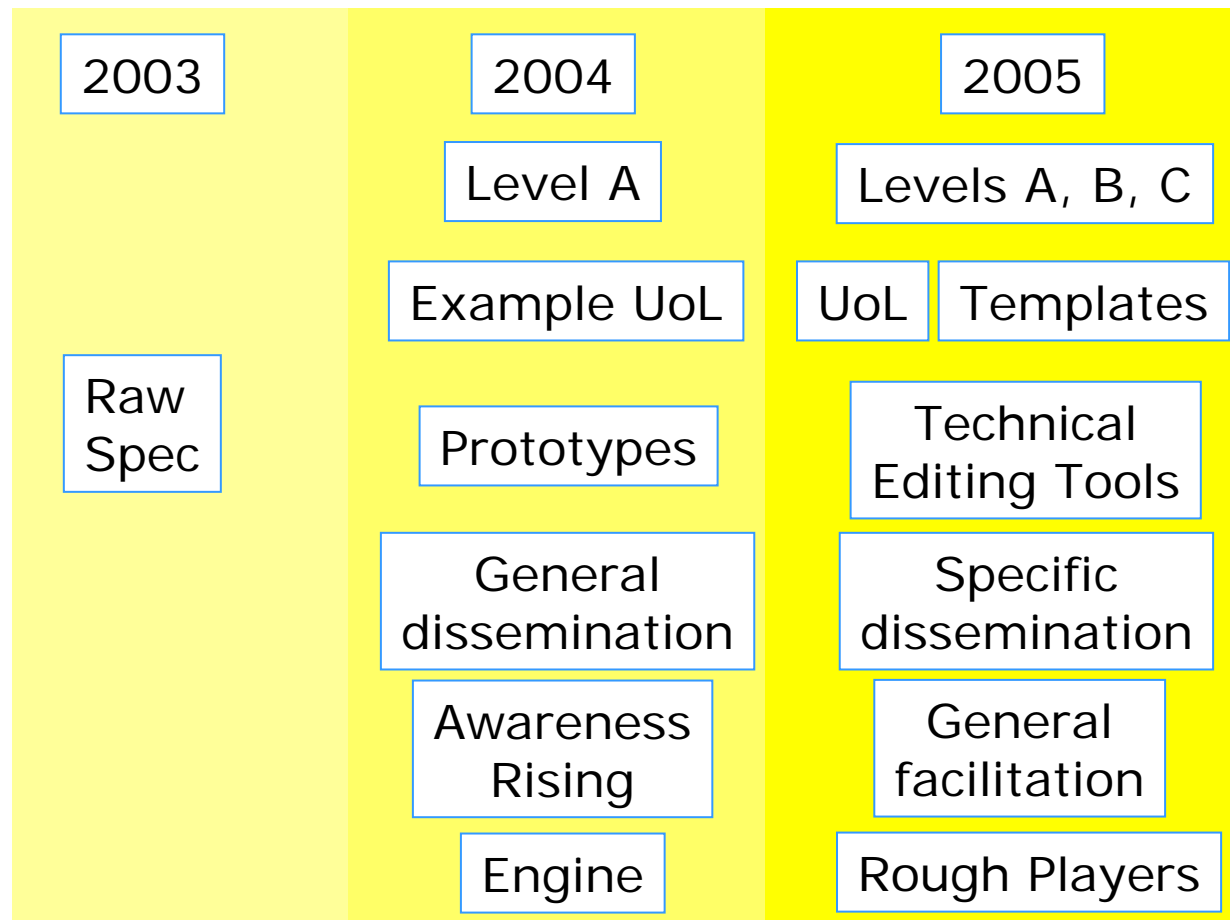 2003
Raw
Spec
2004
Level A
Example UoL
Prototypes
General
dissemination
Awareness
Rising
Engine
2005
Levels A, B, C
UoL
Templates
Technical
Editing Tools
Specific
dissemination
General
facilitation
Rough Players